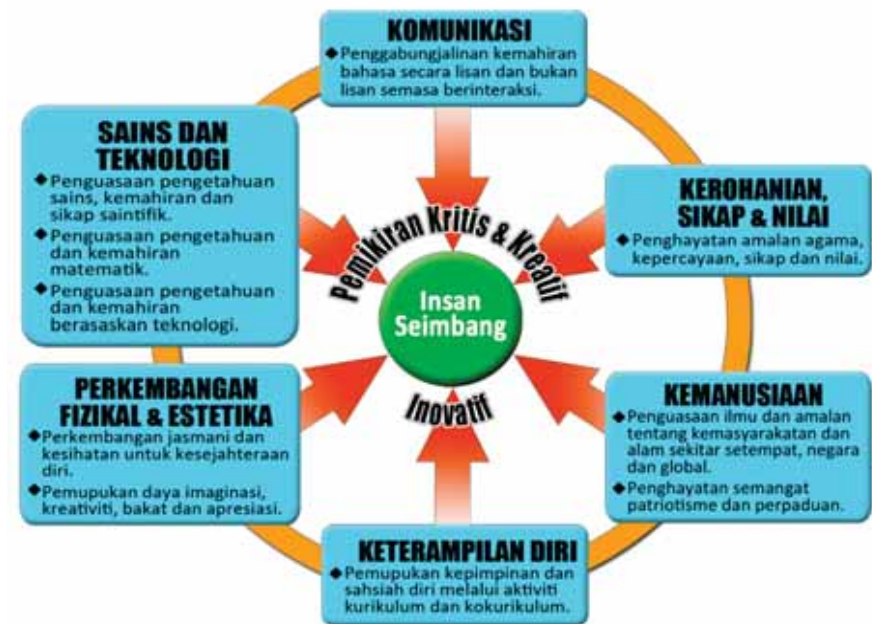 KOMUNIKASI
◆Penggabungjalinan kemahiran
bahasa secara lisan dan bukan
lisan semasa berinteraksi.
SAINS DAN
TEKNOLOGI
◆Penguasaan pengetahuan
sains, kemahiran dan
sikap saintifik.
◆Penguasaan pengetahuan
dan kemahiran
matematik.
◆Penguasaan pengetahuan
dan kemahiran
berasaskan teknologi.
KEROHANIAN,
SIKAP & NILAI
◆Penghayatan amalan agama,
kepercayaan, sikap dan nilai.
Pemikiran Kritis & Kreatif
Insan
Seimbang
Inovatif
PERKEMBANGAN
FIZIKAL & ESTETIKA
◆Perkembangan jasmani dan
kesihatan untuk kesejahteraan
diri.
◆Pemupukan daya imaginasi,
kreativiti, bakat dan apresiasi.
KEMANUSIAAN
◆Penguasaan ilmu dan amalan
tentang kemasyarakatan dan
alam sekitar setempat, negara
dan global.
◆Penghayatan semangat
patriotisme dan perpaduan.
KETERAMPILAN DIRI
◆Pemupukan kepimpinan dan
sahsiah diri melalui aktiviti
kurikulum dan kokurikulum.